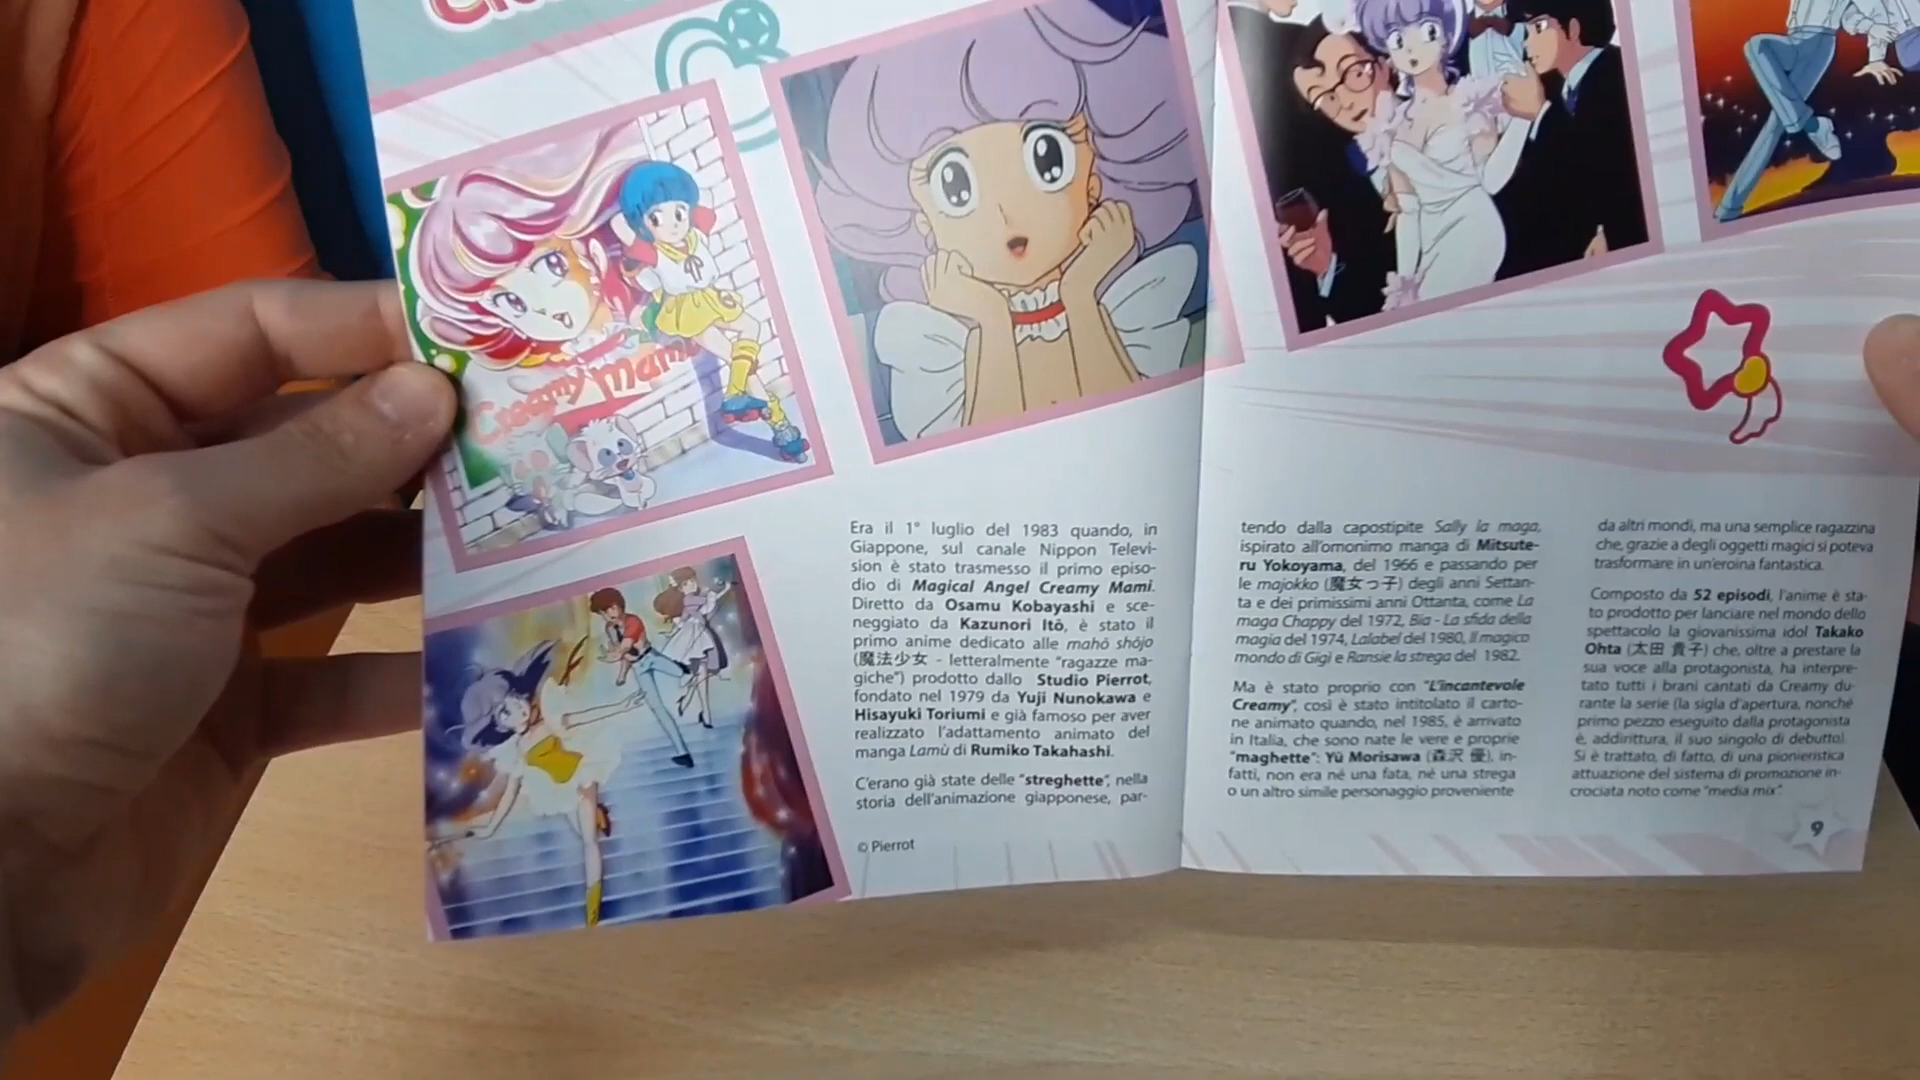 Creamy mami
Era il 1° luglio del 1983 quando, in
Giappone, sul canale Nippon Televi-
sion è stato trasmesso il primo episo-
dio di Magical Angel Creamy Mami.
Diretto da Osamu Kobayashi e sce-
neggiato da Kazunori Itō, è stato il
primo anime dedicato alle mahō shōjo
(魔法少女 - letteralmente "ragazze ma-
giche") prodotto dallo Studio Pierrot,
fondato nel 1979 da Yuji Nunokawa e
Hisayuki Toriumi e già famoso per aver
realizzato l'adattamento animato del
manga Lamù di Rumiko Takahashi.
C'erano già state delle "streghette", nella
storia dell'animazione giapponese, par-
© Pierrot
tendo dalla capostipite Sally la maga,
ispirato all'omonimo manga di Mitsute-
ru Yokoyama, del 1966 e passando per
le majokko (魔女っ子) degli anni Settan-
ta e dei primissimi anni Ottanta, come La
maga Chappy del 1972, Bia - La sfida della
magia del 1974, Lalabel del 1980, Il magico
mondo di Gigì e Ransie la strega del 1982.
Ma è stato proprio con "L'incantevole
Creamy", così è stato intitolato il carto-
ne animato quando, nel 1985, è arrivato
in Italia, che sono nate le vere e proprie
"maghette": Yū Morisawa (森沢 優), in-
fatti, non era né una fata, né una strega
o un altro simile personaggio proveniente
da altri mondi, ma una semplice ragazzina
che, grazie a degli oggetti magici si poteva
trasformare in un'eroina fantastica.
Composto da 52 episodi, l'anime è sta-
to prodotto per lanciare nel mondo dello
spettacolo la giovanissima idol Takako
Ohta (太田 貴子) che, oltre a prestare la
sua voce alla protagonista, ha interpre-
tato tutti i brani cantati da Creamy du-
rante la serie (la sigla d'apertura, nonché
primo pezzo eseguito dalla protagonista
è, addirittura, il suo singolo di debutto).
Si è trattato, di fatto, di una pionieristica
attuazione del sistema di promozione in-
crociata noto come "media mix".
9